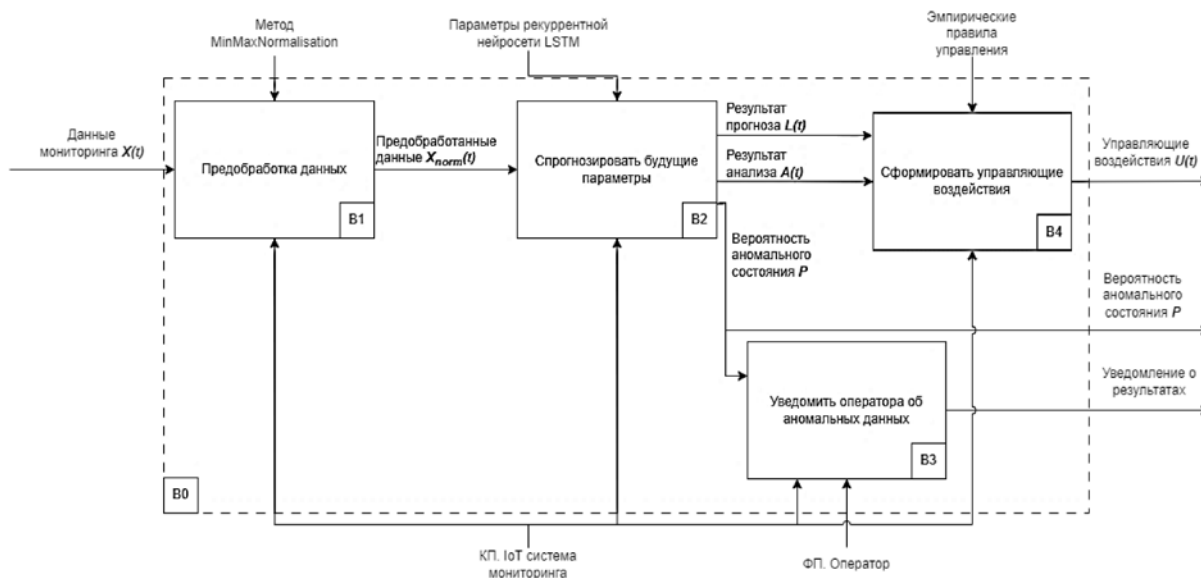 Метод
MinMaxNormalisation
Параметры рекуррентной
нейросети LSTM
Эмпирические
правила
управления
Данные
мониторинга X(t)
Предобработка данных
B1
Предобработанные
данные Xnorm(t)
Спрогнозировать будущие
параметры
B2
Результат
прогноза L(t)
Результат
анализа A(t)
Сформировать управляющие
воздействия
B4
Управляющие
воздействия U(t)
Вероятность
аномального
состояния P
Вероятность
аномального
состояния P
Уведомить оператора об
аномальных данных
B3
Уведомление о
результатах
B0
КП. IoT система
мониторинга
ФП. Оператор